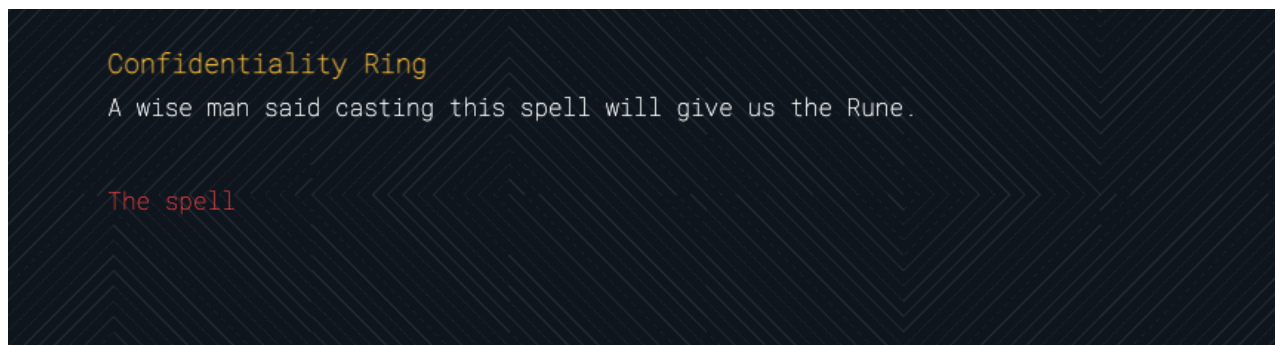 Confidentiality Ring
A wise man said casting this spell will give us the Rune.
The spell